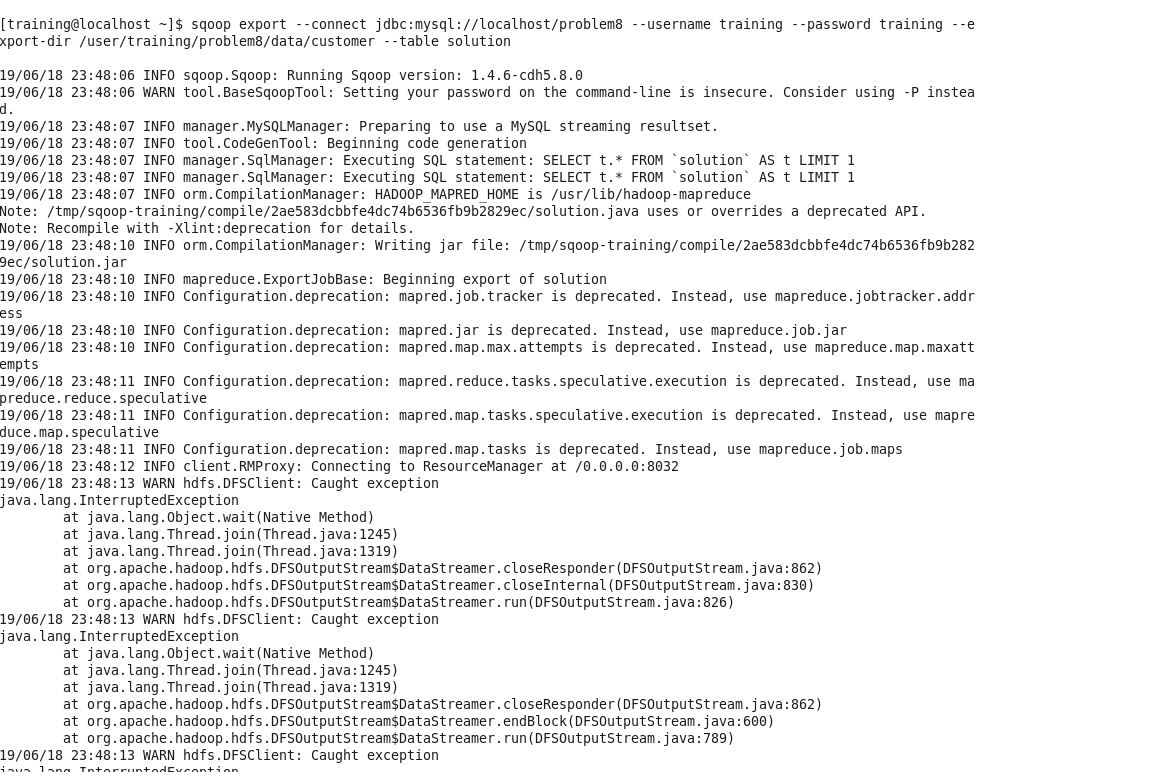 [training@localhost ~]$ sqoop export --connect jdbc:mysql://localhost/problem8 --username training --password training --e
xport-dir /user/training/problem8/data/customer --table solution
19/06/18 23:48:06 INFO sqoop.Sqoop: Running Sqoop version: 1.4.6-cdh5.8.0
19/06/18 23:48:06 WARN tool.BaseSqoopTool: Setting your password on the command-line is insecure. Consider using -P instea
d.
19/06/18 23:48:07 INFO manager.MySQLManager: Preparing to use a MySQL streaming resultset.
19/06/18 23:48:07 INFO tool.CodeGenTool: Beginning code generation
19/06/18 23:48:07 INFO manager.SqlManager: Executing SQL statement: SELECT t.* FROM `solution` AS t LIMIT 1
19/06/18 23:48:07 INFO manager.SqlManager: Executing SQL statement: SELECT t.* FROM `solution` AS t LIMIT 1
19/06/18 23:48:07 INFO orm.CompilationManager: HADOOP_MAPRED_HOME is /usr/lib/hadoop-mapreduce
Note: /tmp/sqoop-training/compile/2ae583dcbbfe4dc74b6536fb9b2829ec/solution.java uses or overrides a deprecated API.
Note: Recompile with -Xlint:deprecation for details.
19/06/18 23:48:10 INFO orm.CompilationManager: Writing jar file: /tmp/sqoop-training/compile/2ae583dcbbfe4dc74b6536fb9b282
9ec/solution.jar
19/06/18 23:48:10 INFO mapreduce.ExportJobBase: Beginning export of solution
19/06/18 23:48:10 INFO Configuration.deprecation: mapred.job.tracker is deprecated. Instead, use mapreduce.jobtracker.addr
ess
19/06/18 23:48:10 INFO Configuration.deprecation: mapred.jar is deprecated. Instead, use mapreduce.job.jar
19/06/18 23:48:10 INFO Configuration.deprecation: mapred.map.max.attempts is deprecated. Instead, use mapreduce.map.maxatt
empts
19/06/18 23:48:11 INFO Configuration.deprecation: mapred.reduce.tasks.speculative.execution is deprecated. Instead, use ma
preduce.reduce.speculative
19/06/18 23:48:11 INFO Configuration.deprecation: mapred.map.tasks.speculative.execution is deprecated. Instead, use mapre
duce.map.speculative
19/06/18 23:48:11 INFO Configuration.deprecation: mapred.map.tasks is deprecated. Instead, use mapreduce.job.maps
19/06/18 23:48:12 INFO client.RMProxy: Connecting to ResourceManager at /0.0.0.0:8032
19/06/18 23:48:13 WARN hdfs.DFSClient: Caught exception
java.lang.InterruptedException
        at java.lang.Object.wait(Native Method)
        at java.lang.Thread.join(Thread.java:1245)
        at java.lang.Thread.join(Thread.java:1319)
        at org.apache.hadoop.hdfs.DFSOutputStream$DataStreamer.closeResponder(DFSOutputStream.java:862)
        at org.apache.hadoop.hdfs.DFSOutputStream$DataStreamer.closeInternal(DFSOutputStream.java:830)
        at org.apache.hadoop.hdfs.DFSOutputStream$DataStreamer.run(DFSOutputStream.java:826)
19/06/18 23:48:13 WARN hdfs.DFSClient: Caught exception
java.lang.InterruptedException
        at java.lang.Object.wait(Native Method)
        at java.lang.Thread.join(Thread.java:1245)
        at java.lang.Thread.join(Thread.java:1319)
        at org.apache.hadoop.hdfs.DFSOutputStream$DataStreamer.closeResponder(DFSOutputStream.java:862)
        at org.apache.hadoop.hdfs.DFSOutputStream$DataStreamer.endBlock(DFSOutputStream.java:600)
        at org.apache.hadoop.hdfs.DFSOutputStream$DataStreamer.run(DFSOutputStream.java:789)
19/06/18 23:48:13 WARN hdfs.DFSClient: Caught exception
java.lang.InterruptedException